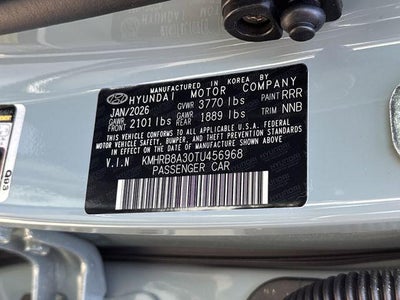 MANUFACTURED IN KOREA BY
HYUNDAI MOTOR COMPANY
JAN/2026 GVWR 3770 lbs PAINT RRR
GAWR FRONT 2101 lbs GAWR REAR 1889 lbs TRIM NNB
THIS VEHICLE CONFORMS TO ALL APPLICABLE U.S.A. FEDERAL
MOTOR VEHICLE SAFETY, BUMPER, AND THEFT PREVENTION STANDARDS
IN EFFECT ON THE DATE OF MANUFACTURE SHOWN ABOVE.
V.I.N KMHRB8A30TU456968
PASSENGER CAR